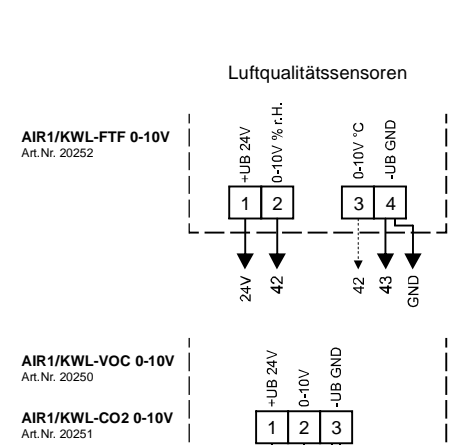 Luftqualitätssensoren
AIR1/KWL-FTF 0-10V
Art.Nr. 20252
+UB 24V
0-10V % r.H.
0-10V °C
-UB GND
1 2 3 4
24V
42
42
43
GND
AIR1/KWL-VOC 0-10V
Art.Nr. 20250
AIR1/KWL-CO2 0-10V
Art.Nr. 20251
+UB 24V
0-10V
-UB GND
1 2 3